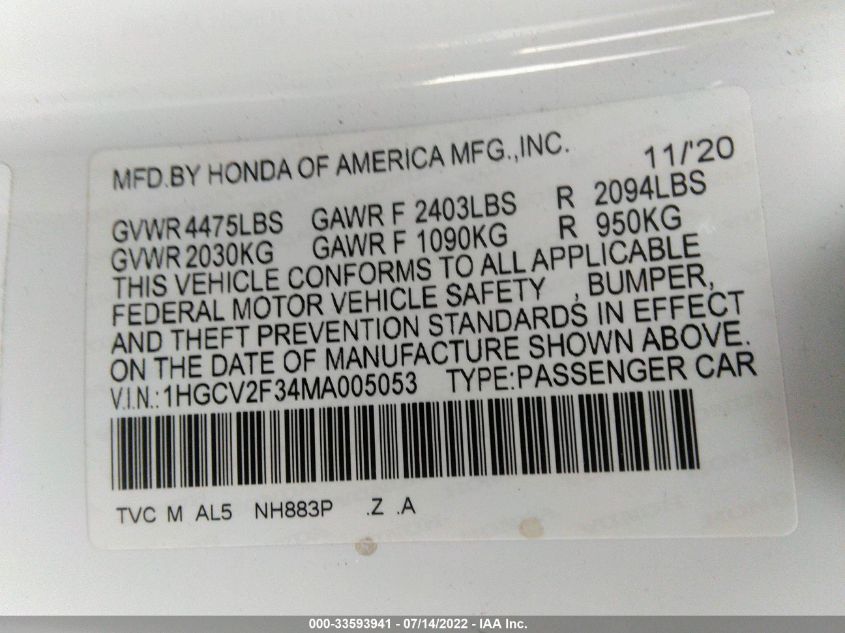 MFD.BY HONDA OF AMERICA MFG.,INC. 11/'20
GVWR 4475LBS GAWR F 2403LBS R 2094LBS
GVWR 2030KG GAWR F 1090KG R 950KG
THIS VEHICLE CONFORMS TO ALL APPLICABLE
FEDERAL MOTOR VEHICLE SAFETY , BUMPER,
AND THEFT PREVENTION STANDARDS IN EFFECT
ON THE DATE OF MANUFACTURE SHOWN ABOVE.
V.I.N.:1HGCV2F34MA005053 TYPE:PASSENGER CAR
TVC M AL5 NH883P .Z .A
000-33593941 - 07/14/2022 - IAA Inc.